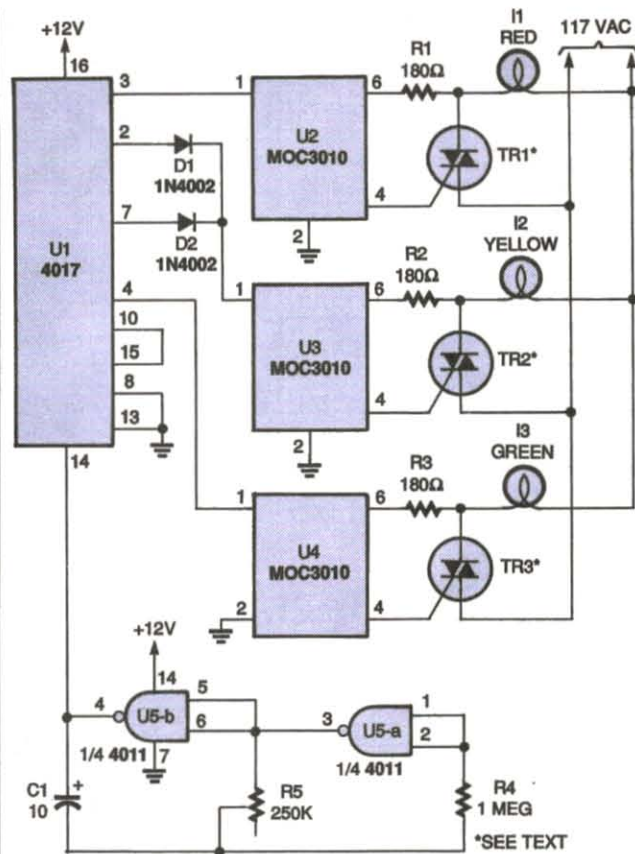 +12V
16
U1
4017
3
2
7
4
10
15
8
13
14
D1
1N4002
D2
1N4002
1
U2
MOC3010
6
4
2
R1
180Ω
I1
RED
117 VAC
TR1*
1
U3
MOC3010
6
4
2
R2
180Ω
I2
YELLOW
TR2*
1
2
U4
MOC3010
6
4
R3
180Ω
I3
GREEN
TR3*
+12V
14
4
U5-b
5
6
7
1/4 4011
3
U5-a
1
2
1/4 4011
C1
10
+
R5
250K
R4
1 MEG
*SEE TEXT